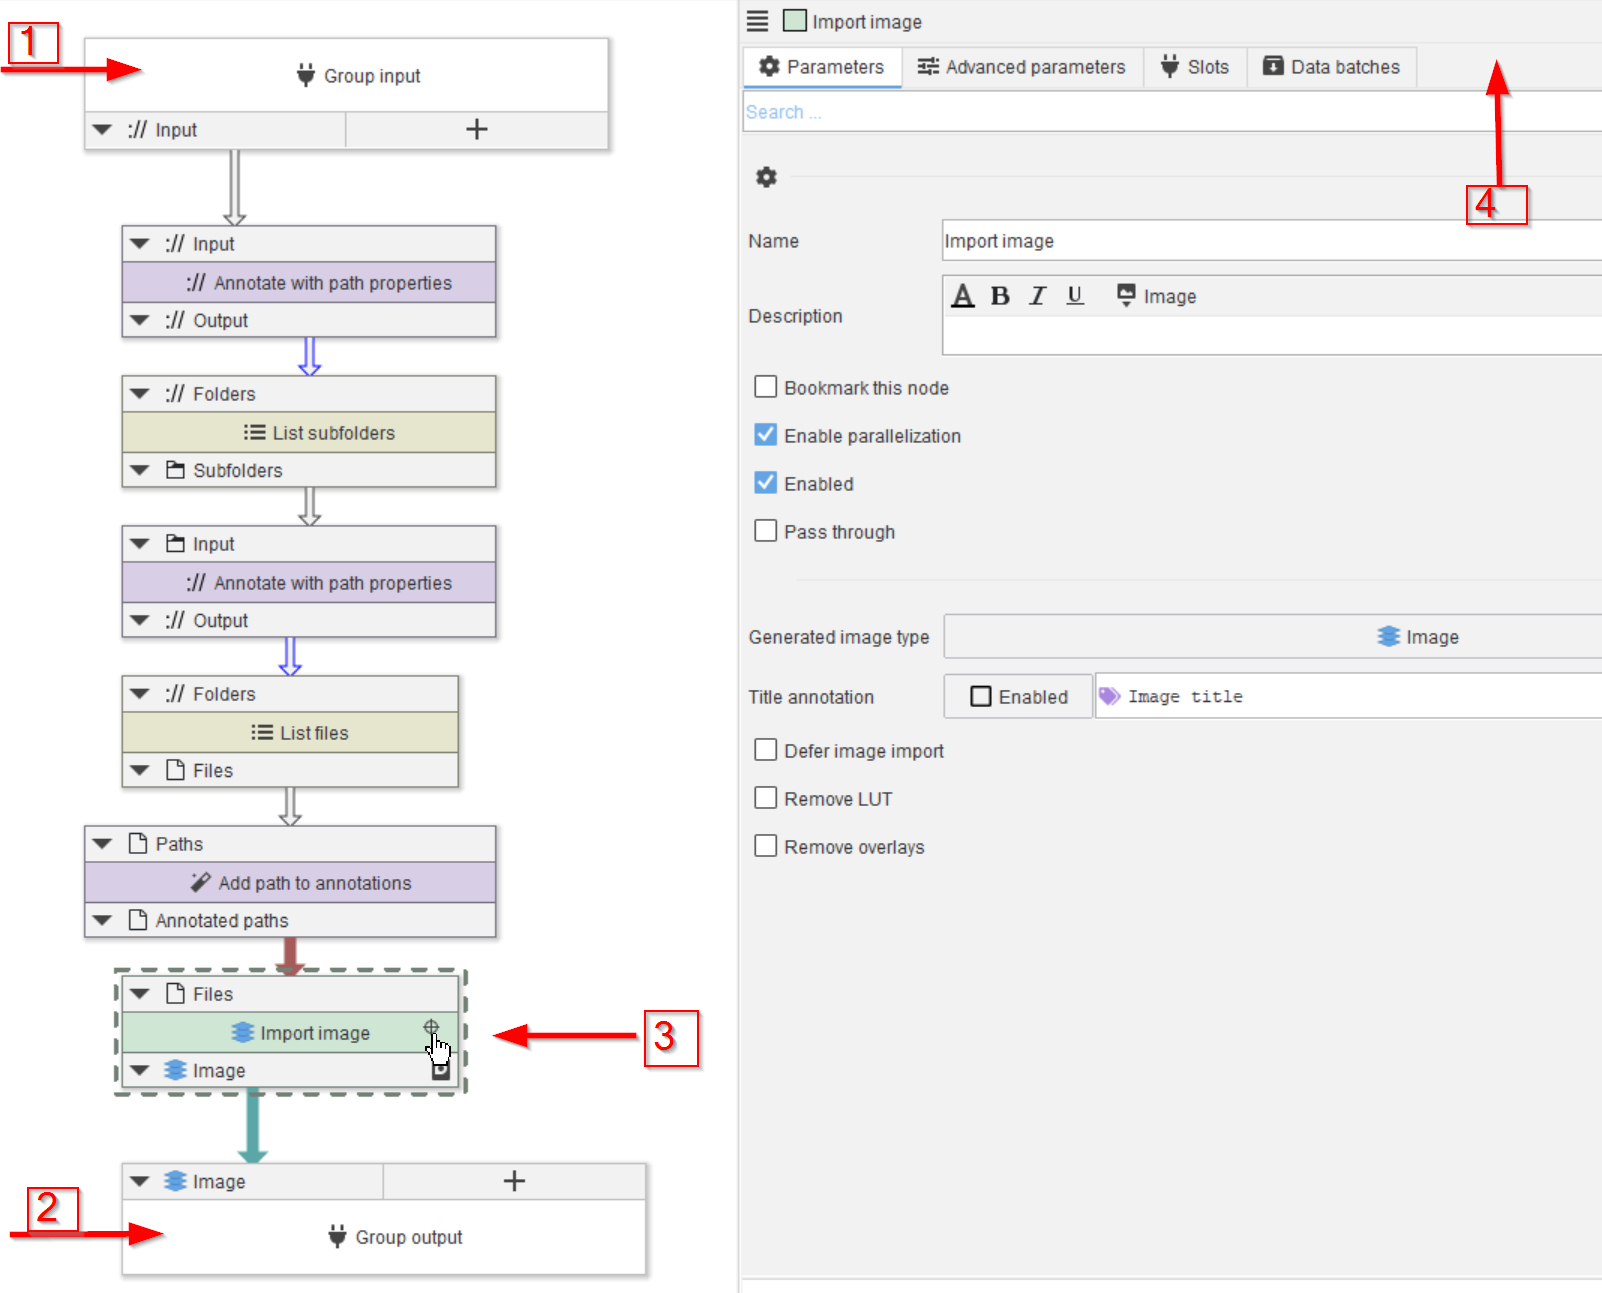 1
Group input
:// Input +
:// Input
:// Annotate with path properties
:// Output
:// Folders
List subfolders
Subfolders
Input
:// Annotate with path properties
:// Output
:// Folders
List files
Files
Paths
Add path to annotations
Annotated paths
Files
Import image
3
Image
Image +
2
Group output
Import image
Parameters Advanced parameters Slots Data batches
Search ...
4
Name Import image
A B I U Image
Description
Bookmark this node
Enable parallelization
Enabled
Pass through
Generated image type Image
Title annotation Enabled Image title
Defer image import
Remove LUT
Remove overlays